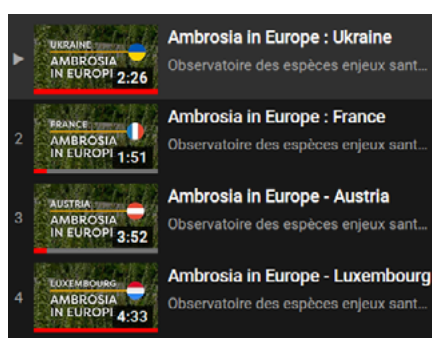 UKRAINE
AMBROSIA
IN EUROPI
2:26
Ambrosia in Europe : Ukraine
Observatoire des espèces enjeux sant...
2
FRANCE
AMBROSIA
IN EUROPI
1:51
Ambrosia in Europe : France
Observatoire des espèces enjeux sant...
3
AUSTRIA
AMBROSIA
IN EUROPI
3:52
Ambrosia in Europe - Austria
Observatoire des espèces enjeux sant...
4
LUXEMBOURG
AMBROSIA
IN EUROPI
4:33
Ambrosia in Europe - Luxembourg
Observatoire des espèces enjeux sant...